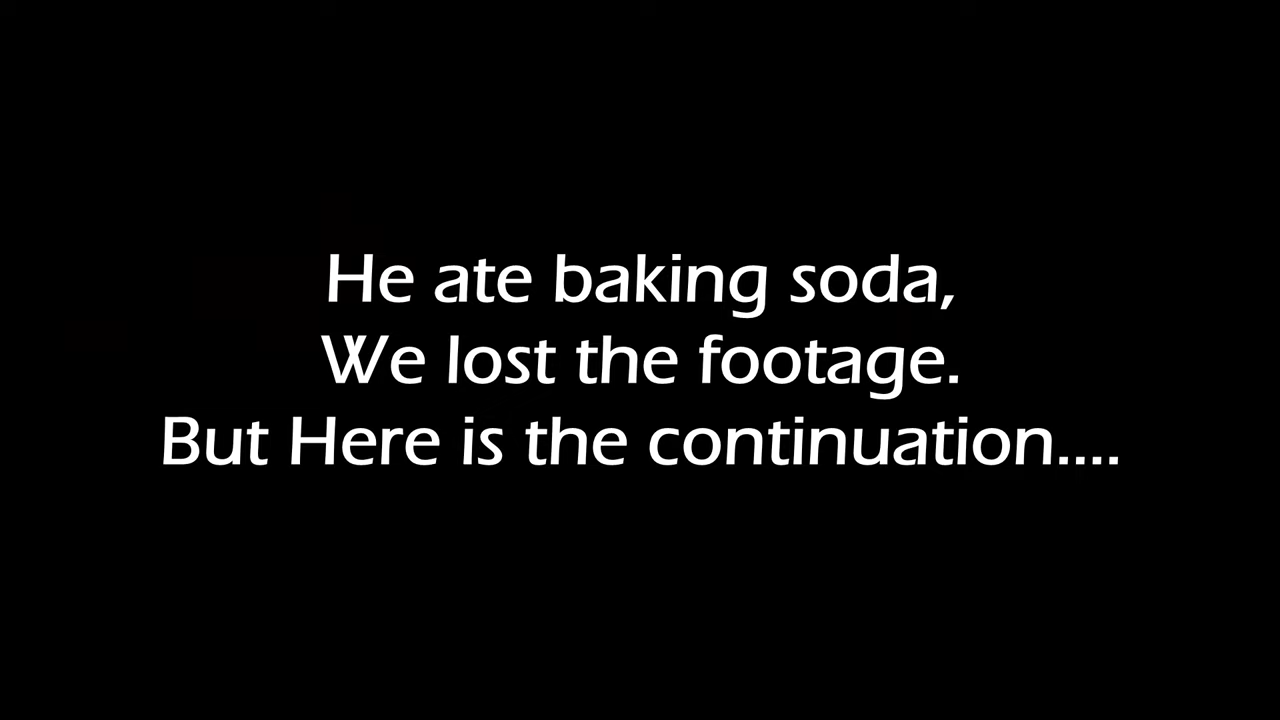 He ate baking soda,
We lost the footage.
But Here is the continuation....